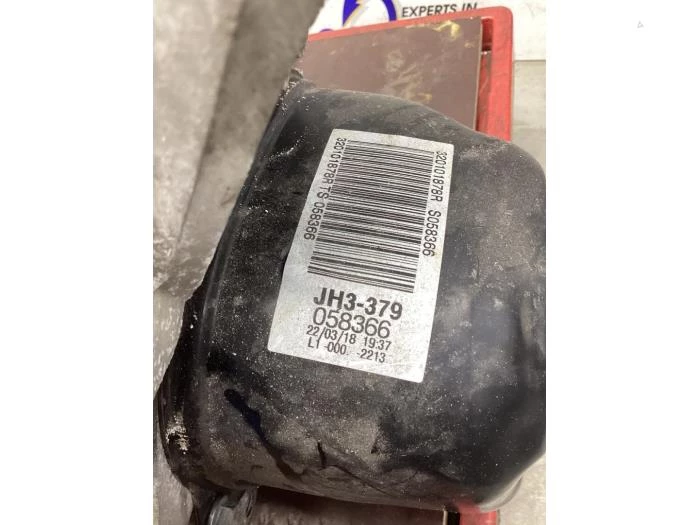 EXPERTS IN
320101878R S058366
320101878R TS 058366
JH3-379
058366
22/03/18 19:37
L1-000 -2213